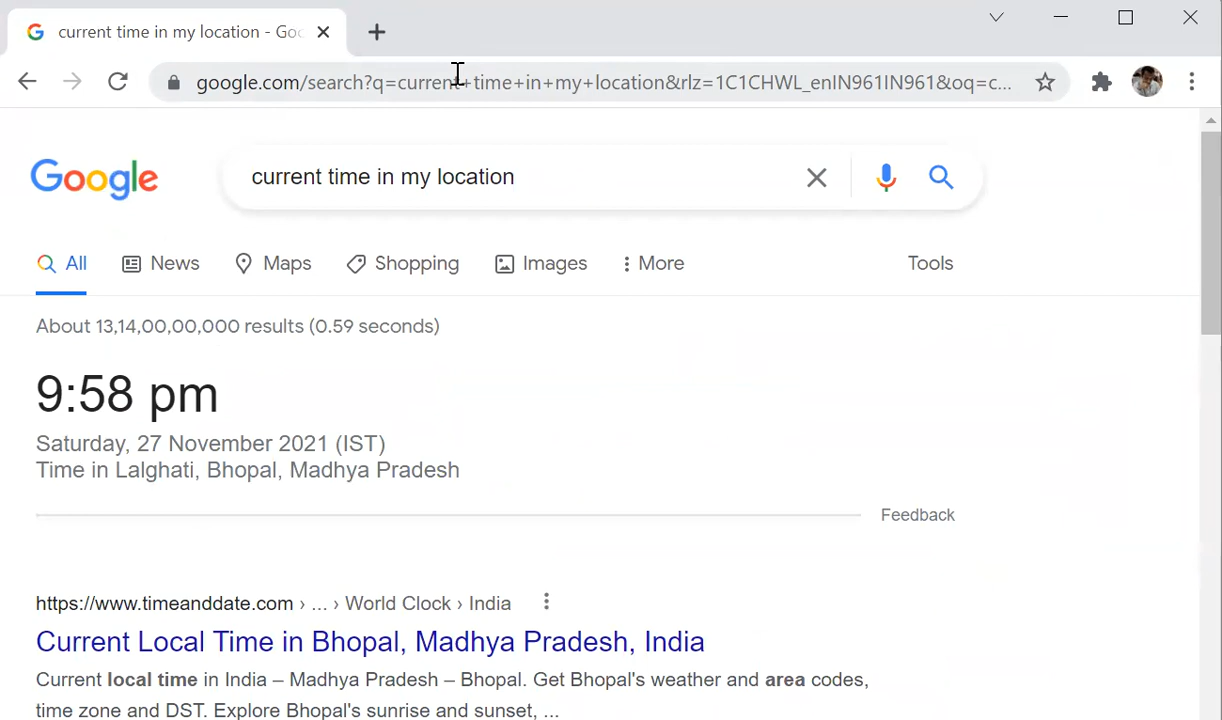 current time in my location - Goo
google.com/search?q=current+time+in+my+location&rlz=1C1CHWL_enIN961IN961&oq=c...
Google
current time in my location
All News Maps Shopping Images More Tools
About 13,14,00,00,000 results (0.59 seconds)
9:58 pm
Saturday, 27 November 2021 (IST)
Time in Lalghati, Bhopal, Madhya Pradesh
Feedback
https://www.timeanddate.com › ... › World Clock › India
Current Local Time in Bhopal, Madhya Pradesh, India
Current local time in India – Madhya Pradesh – Bhopal. Get Bhopal's weather and area codes,
time zone and DST. Explore Bhopal's sunrise and sunset, ...